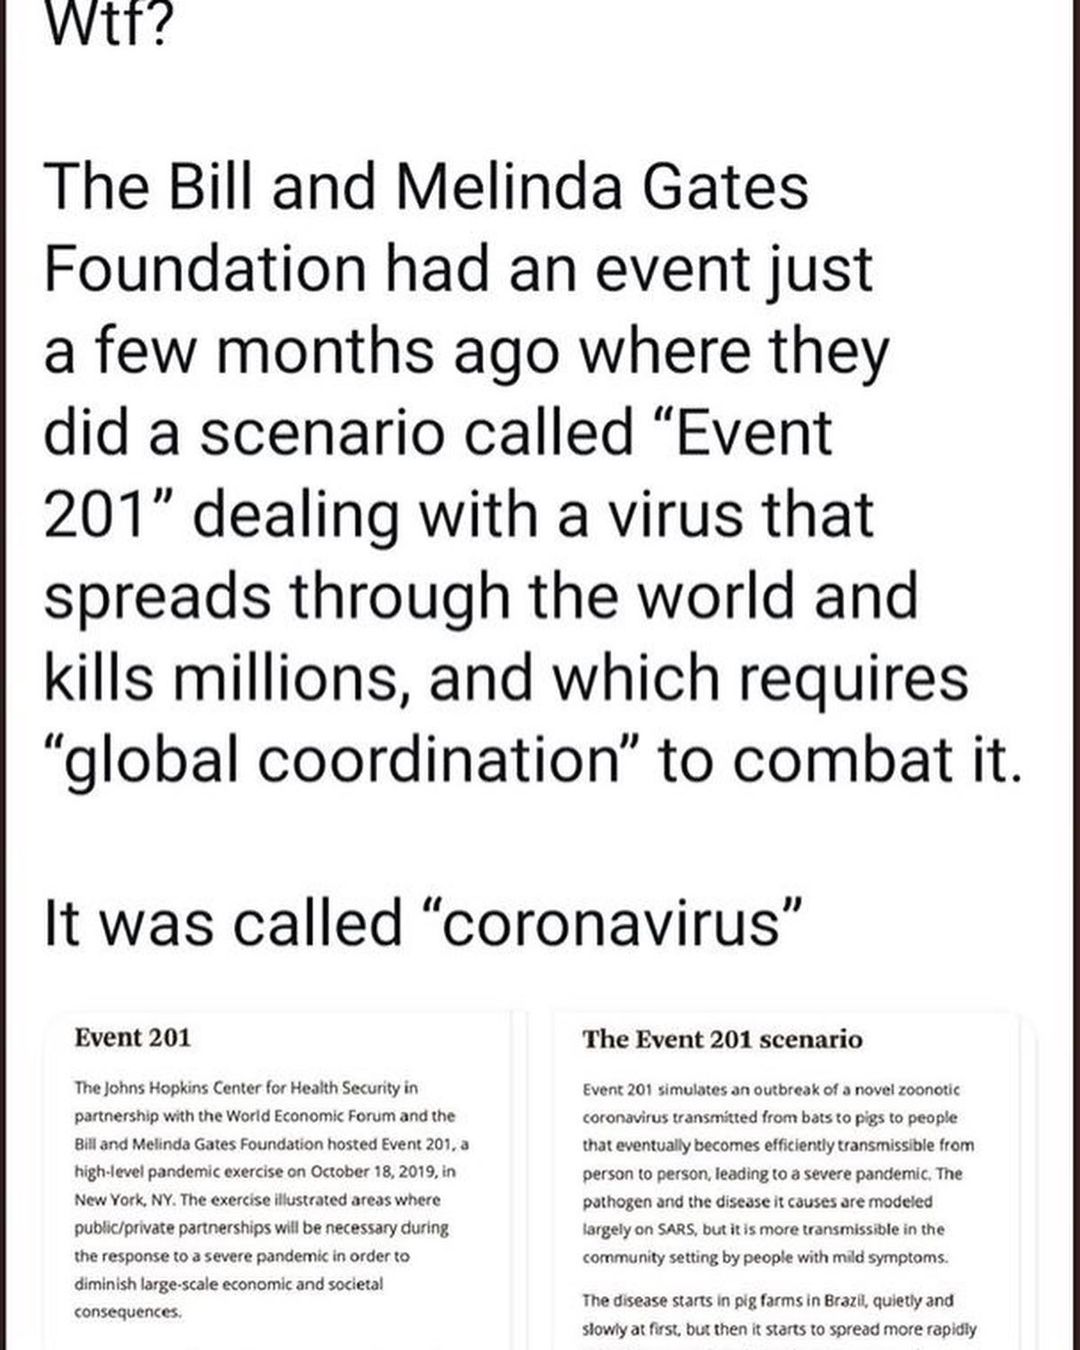 Wtf?
The Bill and Melinda Gates
Foundation had an event just
a few months ago where they
did a scenario called “Event
201” dealing with a virus that
spreads through the world and
kills millions, and which requires
“global coordination” to combat it.
It was called “coronavirus”
Event 201
The Johns Hopkins Center for Health Security in
partnership with the World Economic Forum and the
Bill and Melinda Gates Foundation hosted Event 201, a
high-level pandemic exercise on October 18, 2019, in
New York, NY. The exercise illustrated areas where
public/private partnerships will be necessary during
the response to a severe pandemic in order to
diminish large-scale economic and societal
consequences.
The Event 201 scenario
Event 201 simulates an outbreak of a novel zoonotic
coronavirus transmitted from bats to pigs to people
that eventually becomes efficiently transmissible from
person to person, leading to a severe pandemic. The
pathogen and the disease it causes are modeled
largely on SARS, but it is more transmissible in the
community setting by people with mild symptoms.
The disease starts in pig farms in Brazil, quietly and
slowly at first, but then it starts to spread more rapidly